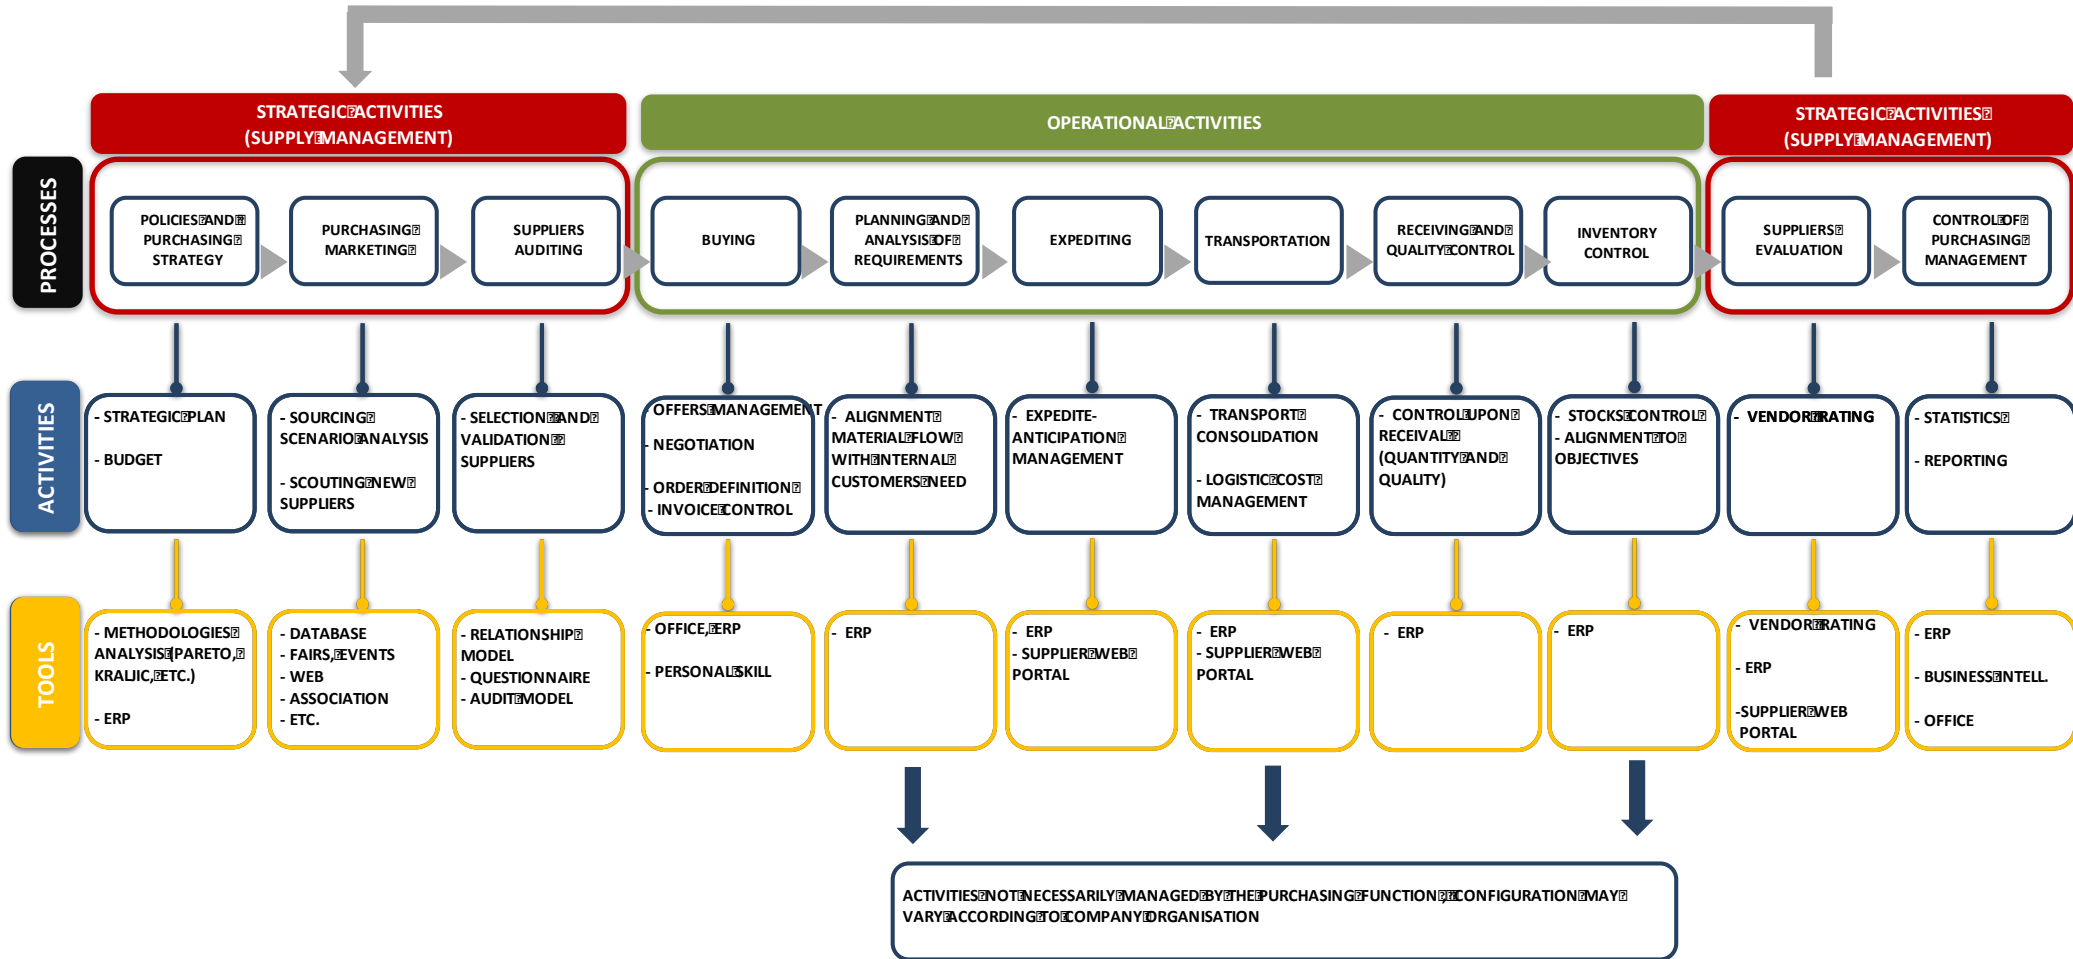 STRATEGIC ACTIVITIES
(SUPPLY MANAGEMENT)
OPERATIONAL ACTIVITIES
STRATEGIC ACTIVITIES
(SUPPLY MANAGEMENT)
PROCESSES
POLICIES AND
PURCHASING
STRATEGY
PURCHASING
MARKETING
SUPPLIERS
AUDITING
BUYING
PLANNING AND
ANALYSIS OF
REQUIREMENTS
EXPEDITING
TRANSPORTATION
RECEIVING AND
QUALITY CONTROL
INVENTORY
CONTROL
SUPPLIERS
EVALUATION
CONTROL OF
PURCHASING
MANAGEMENT
ACTIVITIES
- STRATEGIC PLAN
- BUDGET
- SOURCING
SCENARIO ANALYSIS
- SCOUTING NEW
SUPPLIERS
- SELECTION AND
VALIDATION
SUPPLIERS
- OFFERS MANAGEMENT
- NEGOTIATION
- ORDER DEFINITION
- INVOICE CONTROL
- ALIGNMENT
MATERIAL FLOW
WITH INTERNAL
CUSTOMERS NEED
- EXPEDITE-
ANTICIPATION
MANAGEMENT
- TRANSPORT
CONSOLIDATION
- LOGISTIC COST
MANAGEMENT
- CONTROL UPON
RECEIVAL
(QUANTITY AND
QUALITY)
- STOCKS CONTROL
- ALIGNMENT TO
OBJECTIVES
- VENDOR RATING
- STATISTICS
- REPORTING
TOOLS
- METHODOLOGIES
ANALYSIS (PARETO,
KRALJIC, ETC.)
- ERP
- DATABASE
- FAIRS, EVENTS
- WEB
- ASSOCIATION
- ETC.
- RELATIONSHIP
MODEL
- QUESTIONNAIRE
- AUDIT MODEL
- OFFICE, ERP
- PERSONAL SKILL
- ERP
- ERP
- SUPPLIER WEB
PORTAL
- ERP
- SUPPLIER WEB
PORTAL
- ERP
- ERP
- VENDOR RATING
- ERP
-SUPPLIER WEB
PORTAL
- ERP
- BUSINESS INTELL.
- OFFICE
ACTIVITIES NOT NECESSARILY MANAGED BY THE PURCHASING FUNCTION, CONFIGURATION MAY
VARY ACCORDING TO COMPANY ORGANISATION